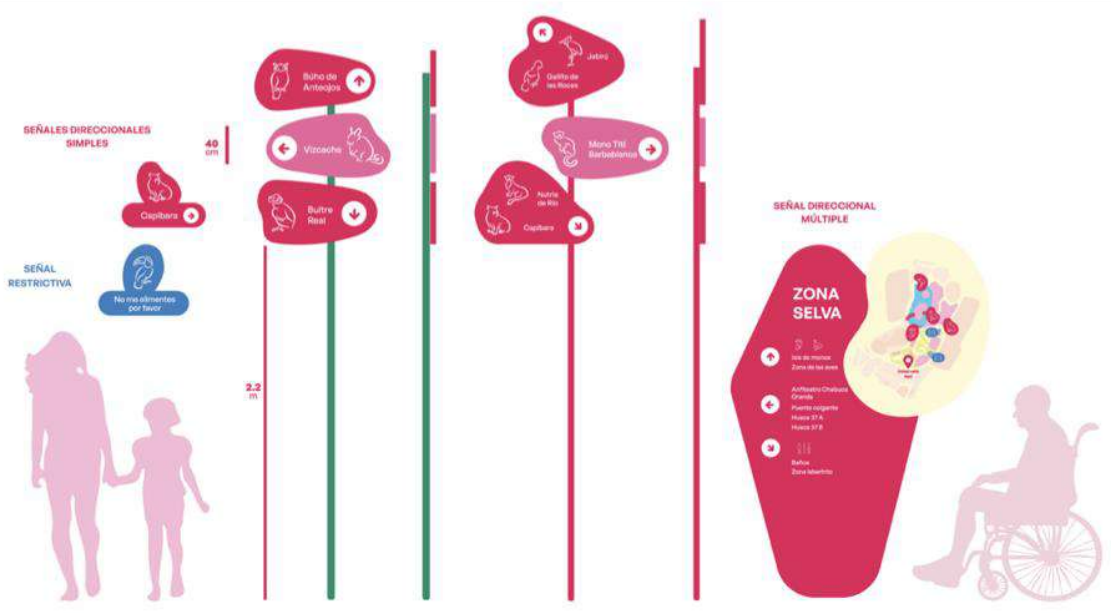 SEÑALES DIRECCIONALES
SIMPLES
40
cm
Capibara
SEÑAL
RESTRICTIVA
No me alimentes
por favor
2.2
m
Búho de
Anteojos
Vizcacha
Buitre
Real
Jabirú
Gallito de
las Rocas
Mono Tití
Barbablanca
Nutria
de Río
Capibara
SEÑAL DIRECCIONAL
MÚLTIPLE
ZONA
SELVA
Isla de monos
Zona de las aves
Anfiteatro Chabuca
Granda
Puente colgante
Huaca 37 A
Huaca 37 B
Baños
Zona laberinto